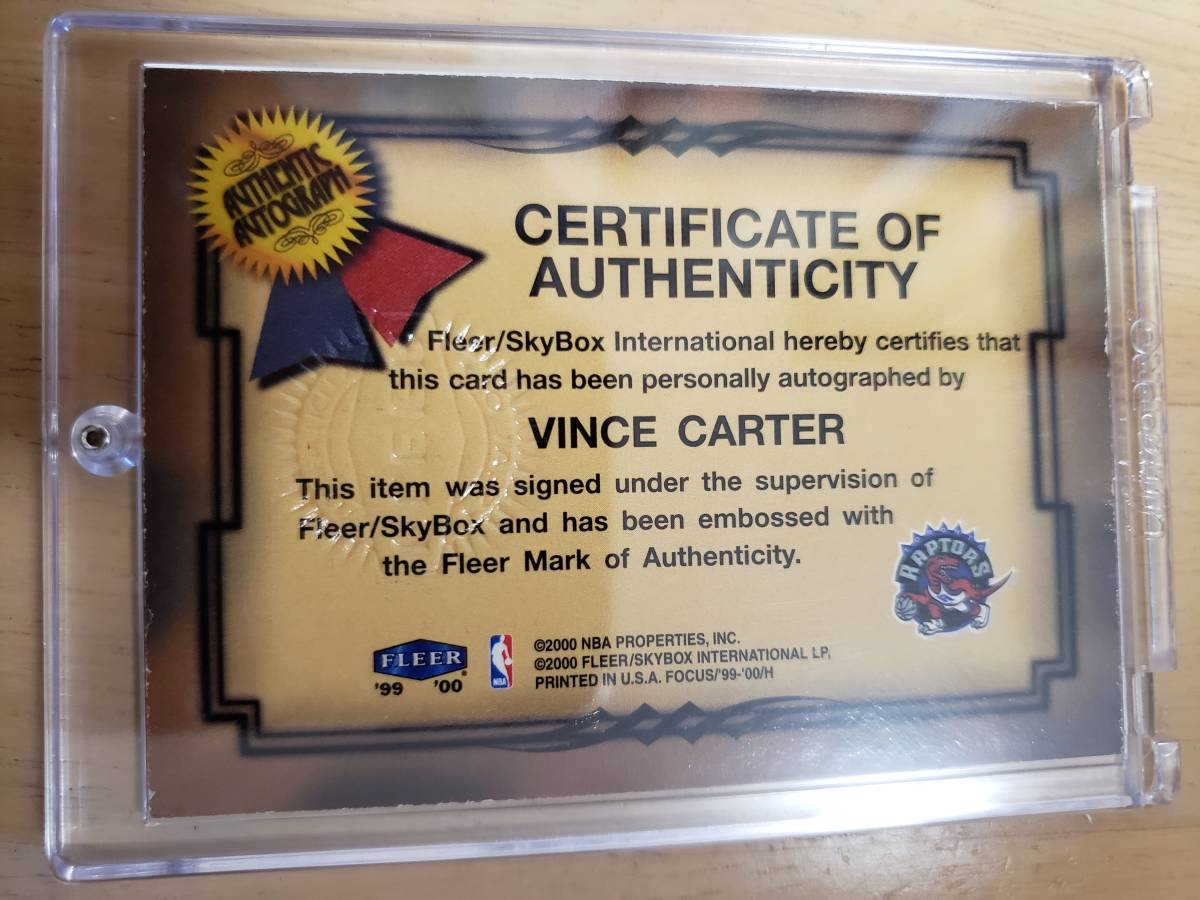 AUTHENTIC
AUTOGRAPH
CERTIFICATE OF
AUTHENTICITY
Fleer/SkyBox International hereby certifies that
this card has been personally autographed by
VINCE CARTER
This item was signed under the supervision of
Fleer/SkyBox and has been embossed with
the Fleer Mark of Authenticity.
RAPTORS
FLEER
'99 '00
NBA
©2000 NBA PROPERTIES, INC.
©2000 FLEER/SKYBOX INTERNATIONAL LP,
PRINTED IN U.S.A. FOCUS/'99-'00/H